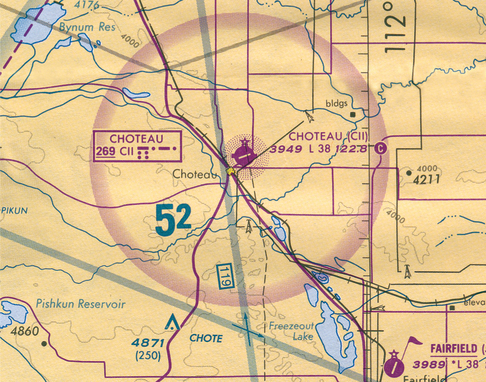 4176
Bynum Res
4000
112°
bldgs
CHOTEAU
269 CII
CHOTEAU (CII)
3949 L 38 122.8 C
Choteau
4000
4211
PIKUN
52
4000
119
Pishkun Reservoir
4860
4871
(250)
CHOTE
Freezeout
Lake
FAIRFIELD
3989 *L 38
Fairfield